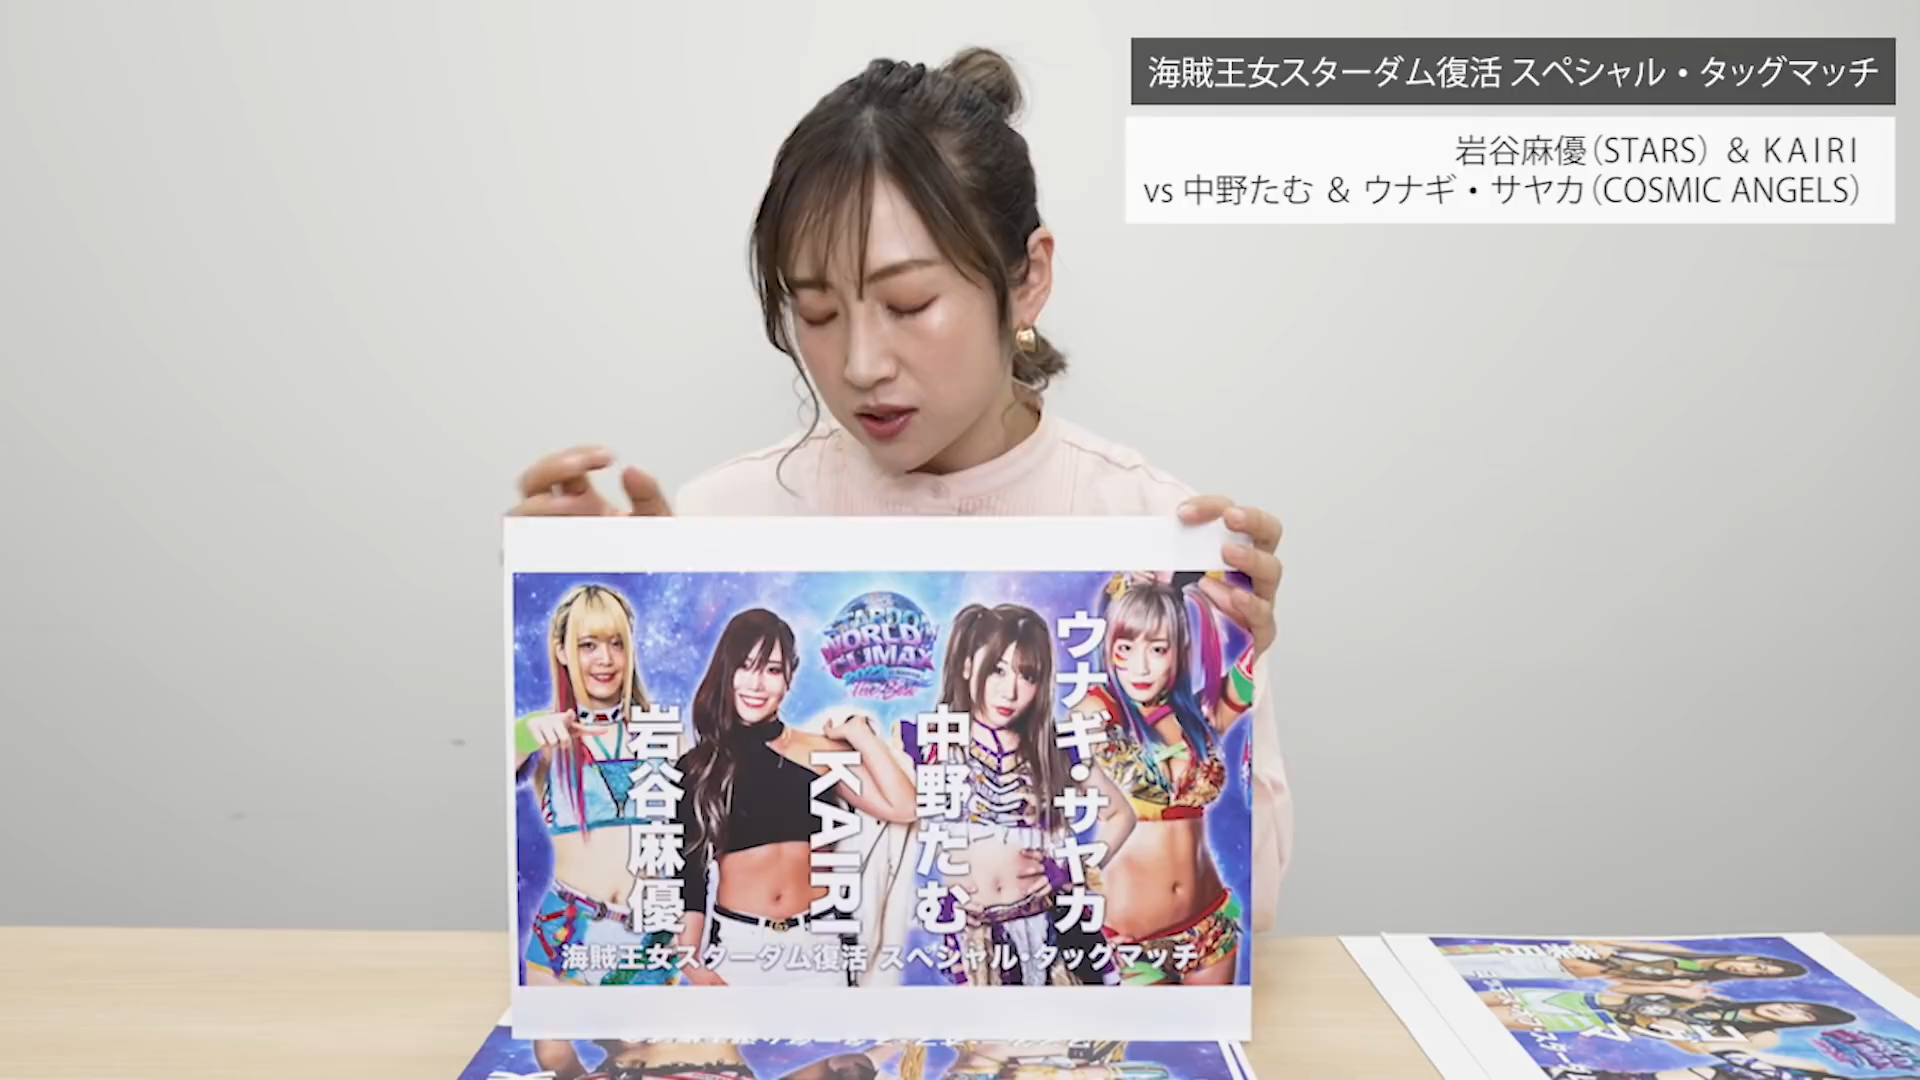 海賊王女スターダム復活 スペシャル・タッグマッチ
岩谷麻優(STARS) & KAIRI
vs 中野たむ & ウナギ・サヤカ(COSMIC ANGELS)
STARDOM
WORLD
CLIMAX
The Best
岩谷麻優
KAIRI
中野たむ
ウナギ・サヤカ
海賊王女スターダム復活 スペシャル・タッグマッチ